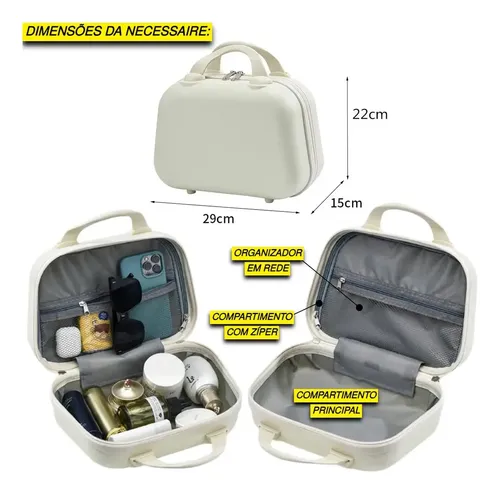 DIMENSÕES DA NECESSAIRE:
22cm
15cm
29cm
ORGANIZADOR
EM REDE
COMPARTIMENTO
COM ZÍPER
COMPARTIMENTO
PRINCIPAL